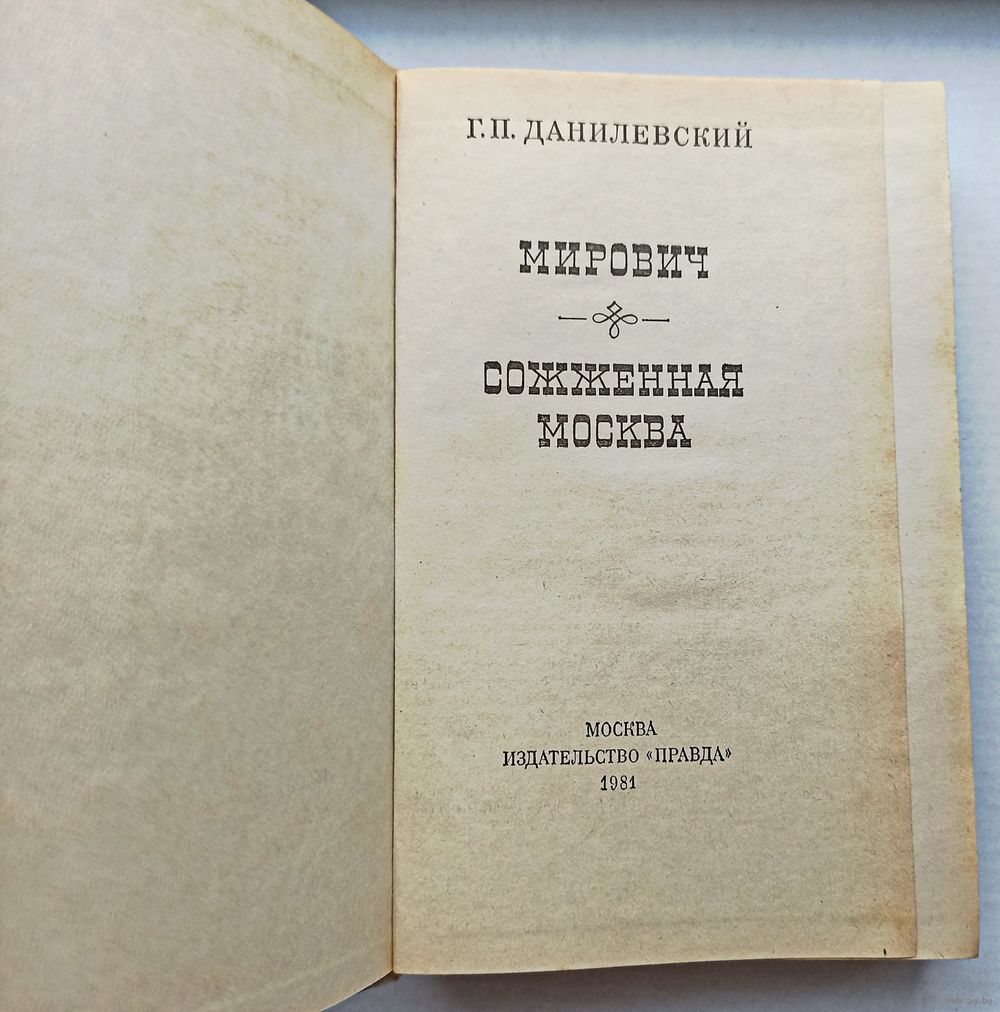 Г.П. ДАНИЛЕВСКИЙ
МИРОВИЧ
СОЖЖЕННАЯ
МОСКВА
МОСКВА
ИЗДАТЕЛЬСТВО «ПРАВДА»
1981